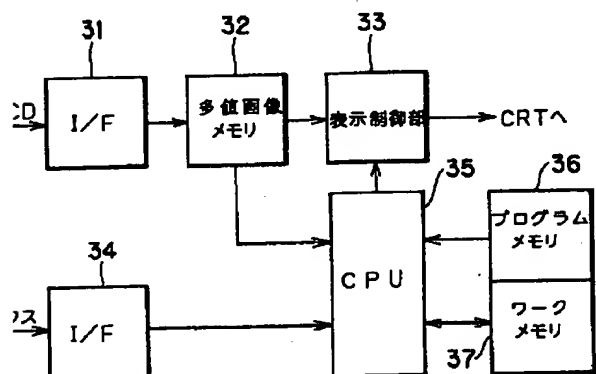 31
32
33
CD
I/F
多値画像
メモリ
表示制御部
CRTへ
35
36
プログラム
メモリ
34
I/F
CPU
ワーク
メモリ
37